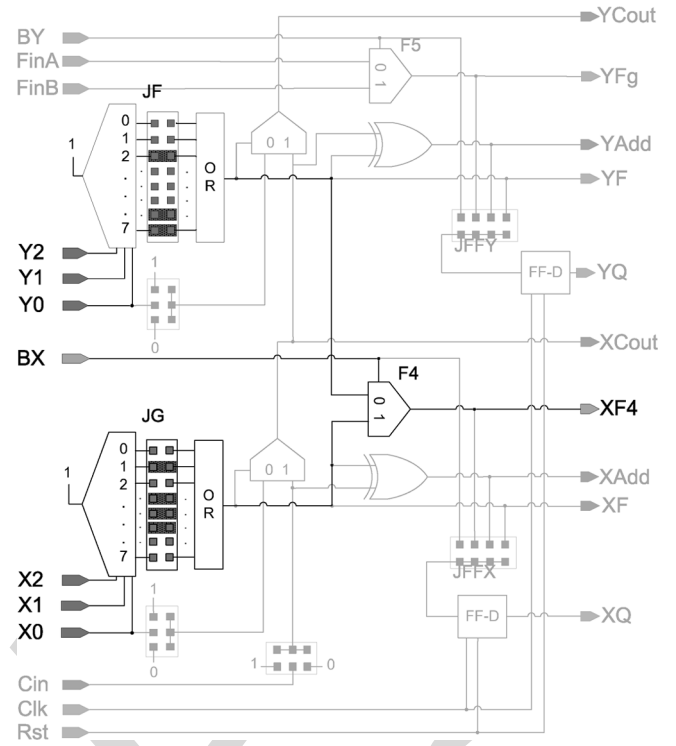 YCout
BY
F5
FinA
0
YFg
1
FinB
JF
0
1
1
2
0 1
O
R
YAdd
YF
7
JFFY
Y2
Y1
1
FF-D
YQ
Y0
0
XCout
BX
F4
0
1
XF4
JG
0
1
1
2
0 1
O
R
XAdd
XF
7
JFFX
X2
X1
1
FF-D
XQ
X0
0
1
0
Cin
Clk
Rst